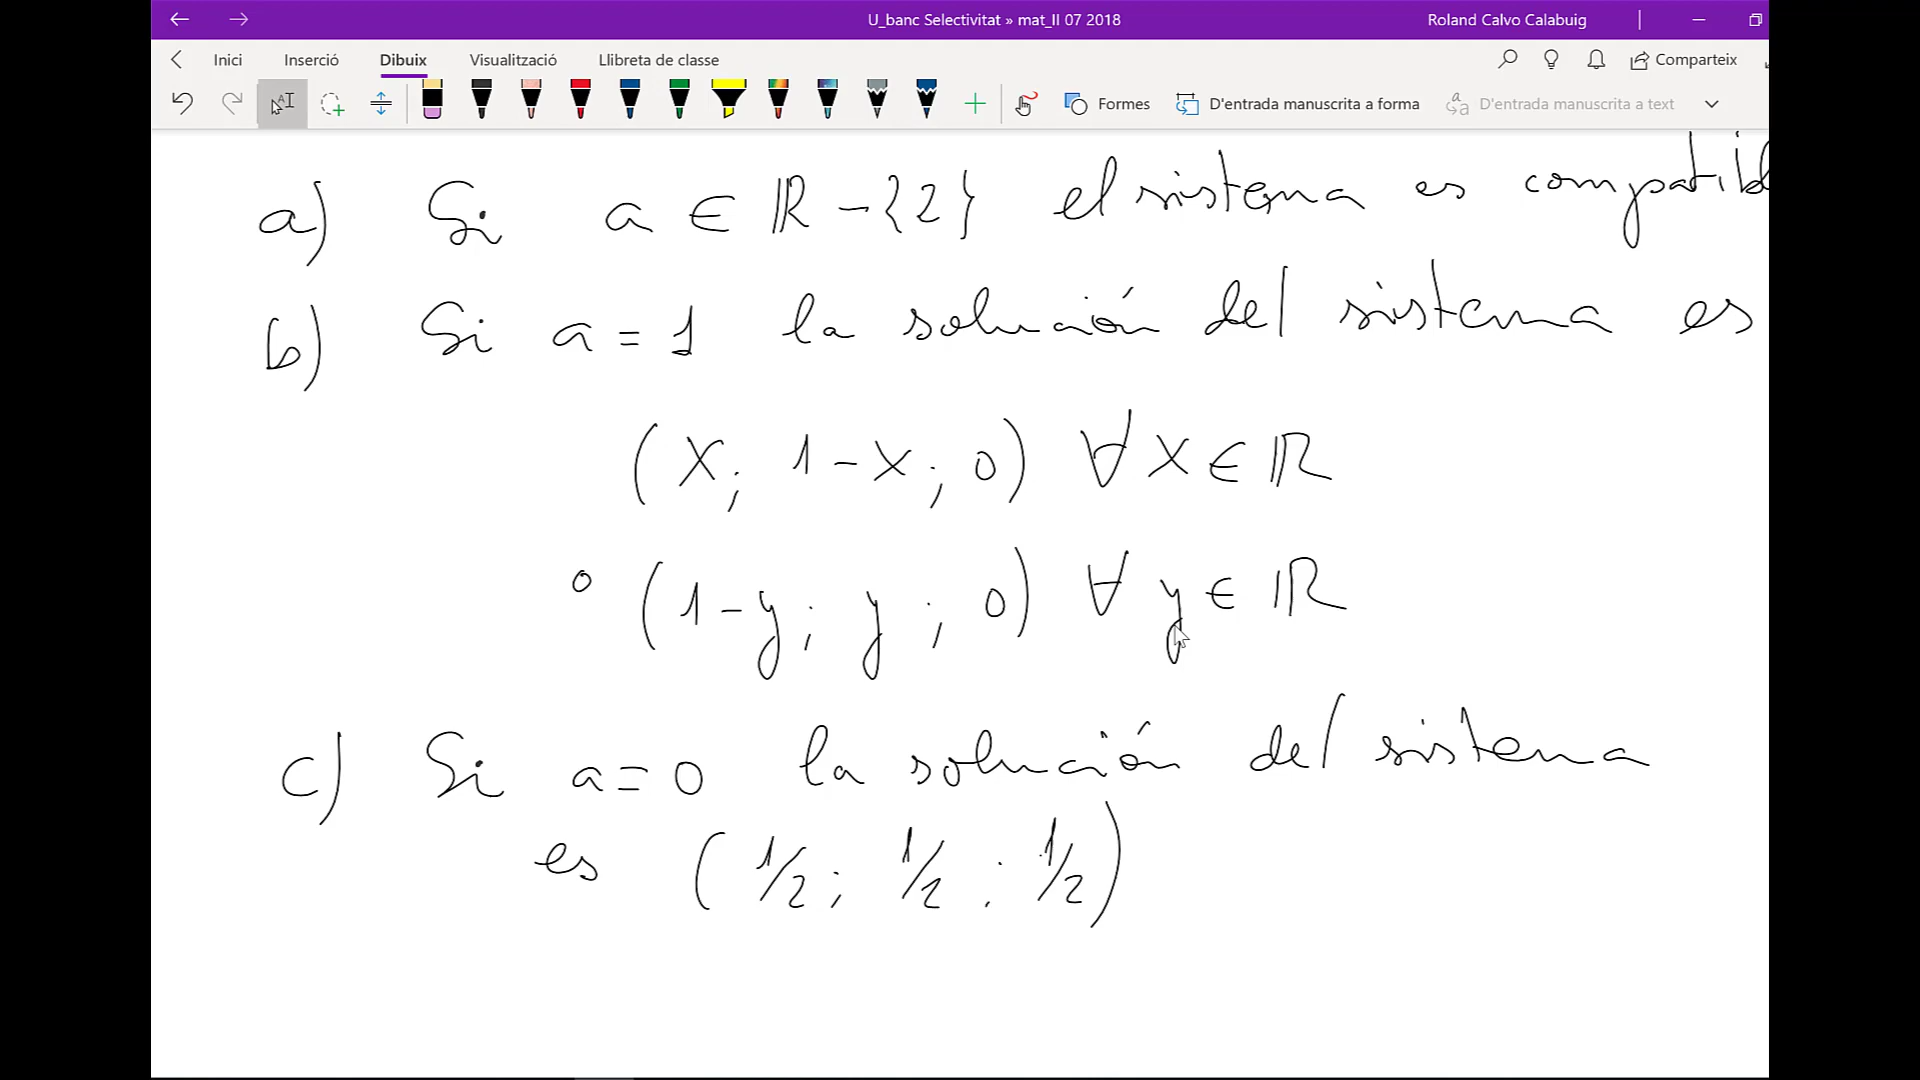 U_banc Selectivitat » mat_II 07 2018
Roland Calvo Calabuig
Inici Inserció Dibuix Visualització Llibreta de classe
Comparteix
Formes D'entrada manuscrita a forma D'entrada manuscrita a text
a) Si a ∈ ℝ - {2} el sistema es compatibl
b) Si a = 1 la solución del sistema es
(x; 1-x; 0) ∀ x ∈ ℝ
o (1-y; y; 0) ∀ y ∈ ℝ
c) Si a = 0 la solución del sistema
es (1/2; 1/2; 1/2)